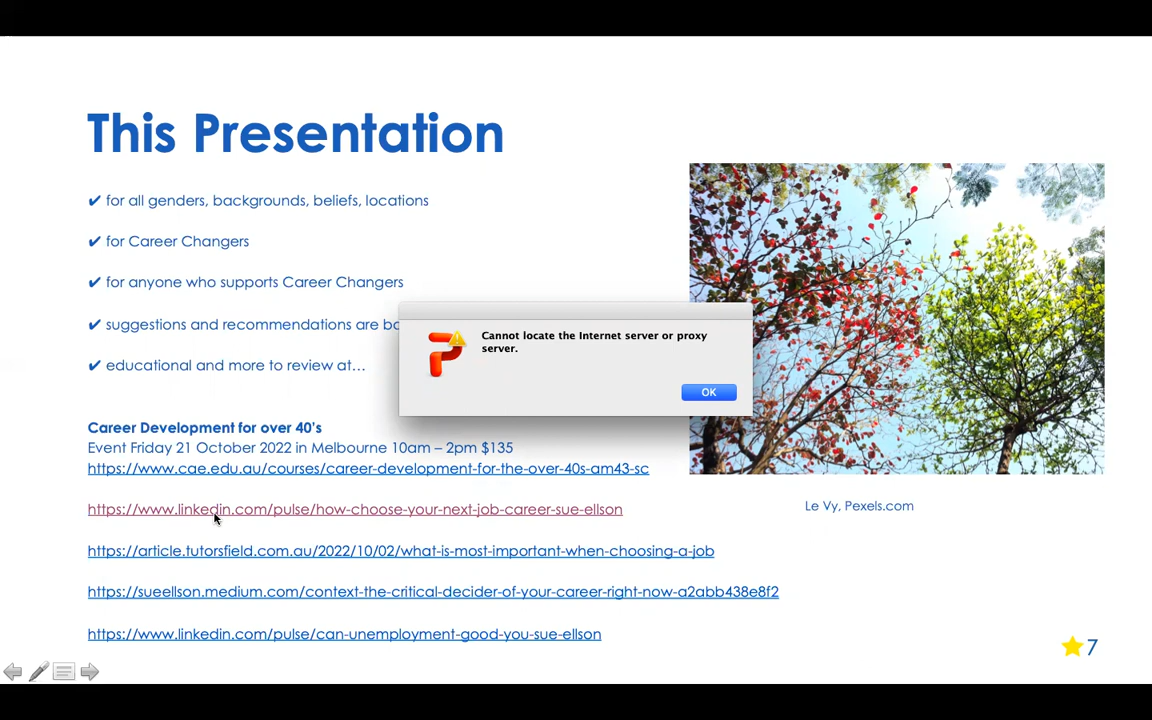 This Presentation
✔ for all genders, backgrounds, beliefs, locations
✔ for Career Changers
✔ for anyone who supports Career Changers
✔ suggestions and recommendations are
✔ educational and more to review at…
Cannot locate the Internet server or proxy
server.
OK
Career Development for over 40's
Event Friday 21 October 2022 in Melbourne 10am – 2pm $135
https://www.cae.edu.au/courses/career-development-for-the-over-40s-am43-sc
https://www.linkedin.com/pulse/how-choose-your-next-job-career-sue-ellson
Le Vy, Pexels.com
https://article.tutorsfield.com.au/2022/10/02/what-is-most-important-when-choosing-a-job
https://sueellson.medium.com/context-the-critical-decider-of-your-career-right-now-a2abb438e8f2
https://www.linkedin.com/pulse/can-unemployment-good-you-sue-ellson
7